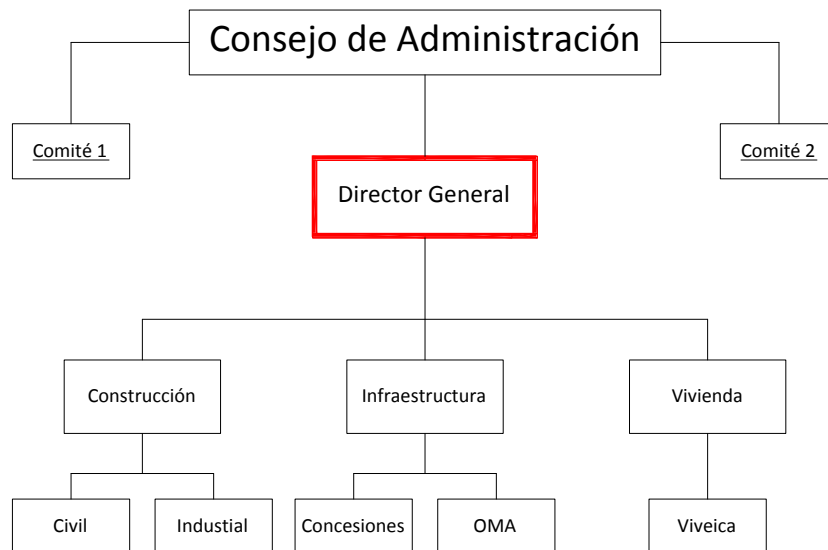 Consejo de Administración
Comité 1
Comité 2
Director General
Construcción
Infraestructura
Vivienda
Civil
Industial
Concesiones
OMA
Viveica